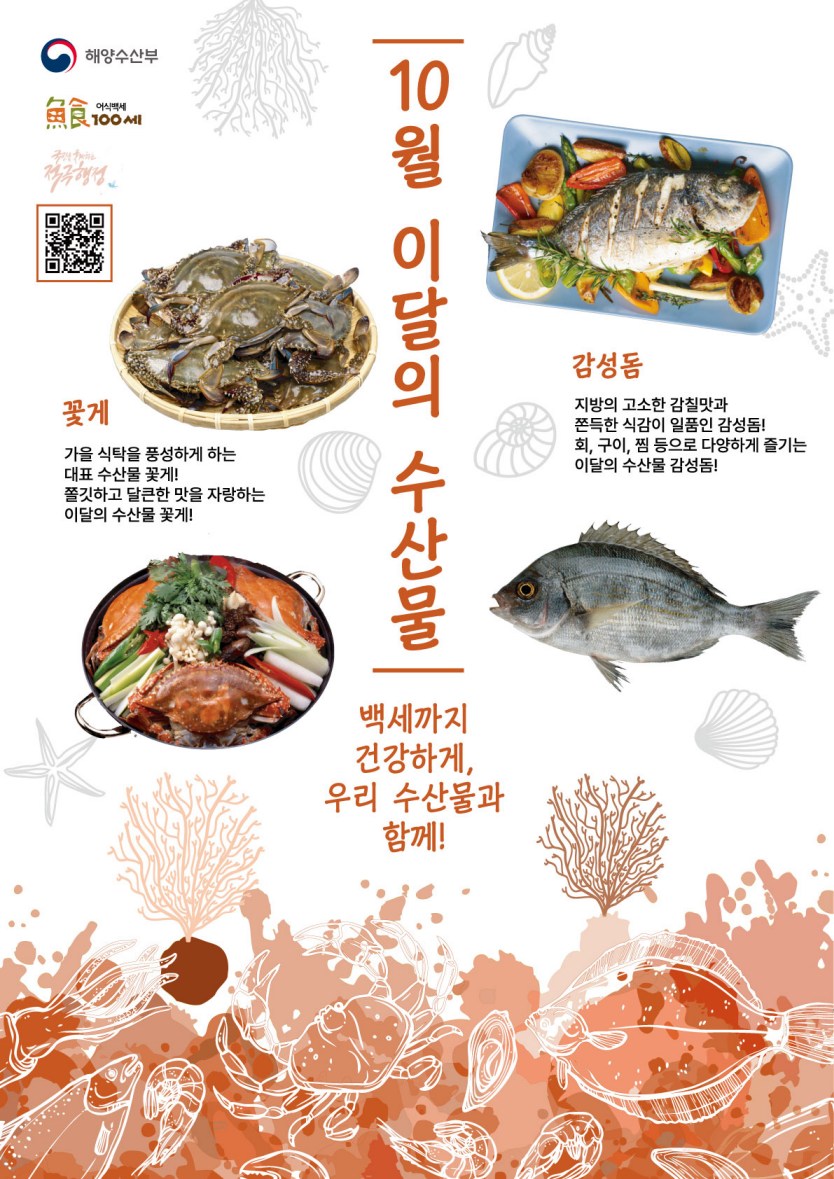 해양수산부
魚食
어식백세
100세
적극행정
10월 이달의 수산물
꽃게
가을 식탁을 풍성하게 하는
대표 수산물 꽃게!
쫄깃하고 달큰한 맛을 자랑하는
이달의 수산물 꽃게!
감성돔
지방의 고소한 감칠맛과
쫀득한 식감이 일품인 감성돔!
회, 구이, 찜 등으로 다양하게 즐기는
이달의 수산물 감성돔!
백세까지
건강하게,
우리 수산물과
함께!